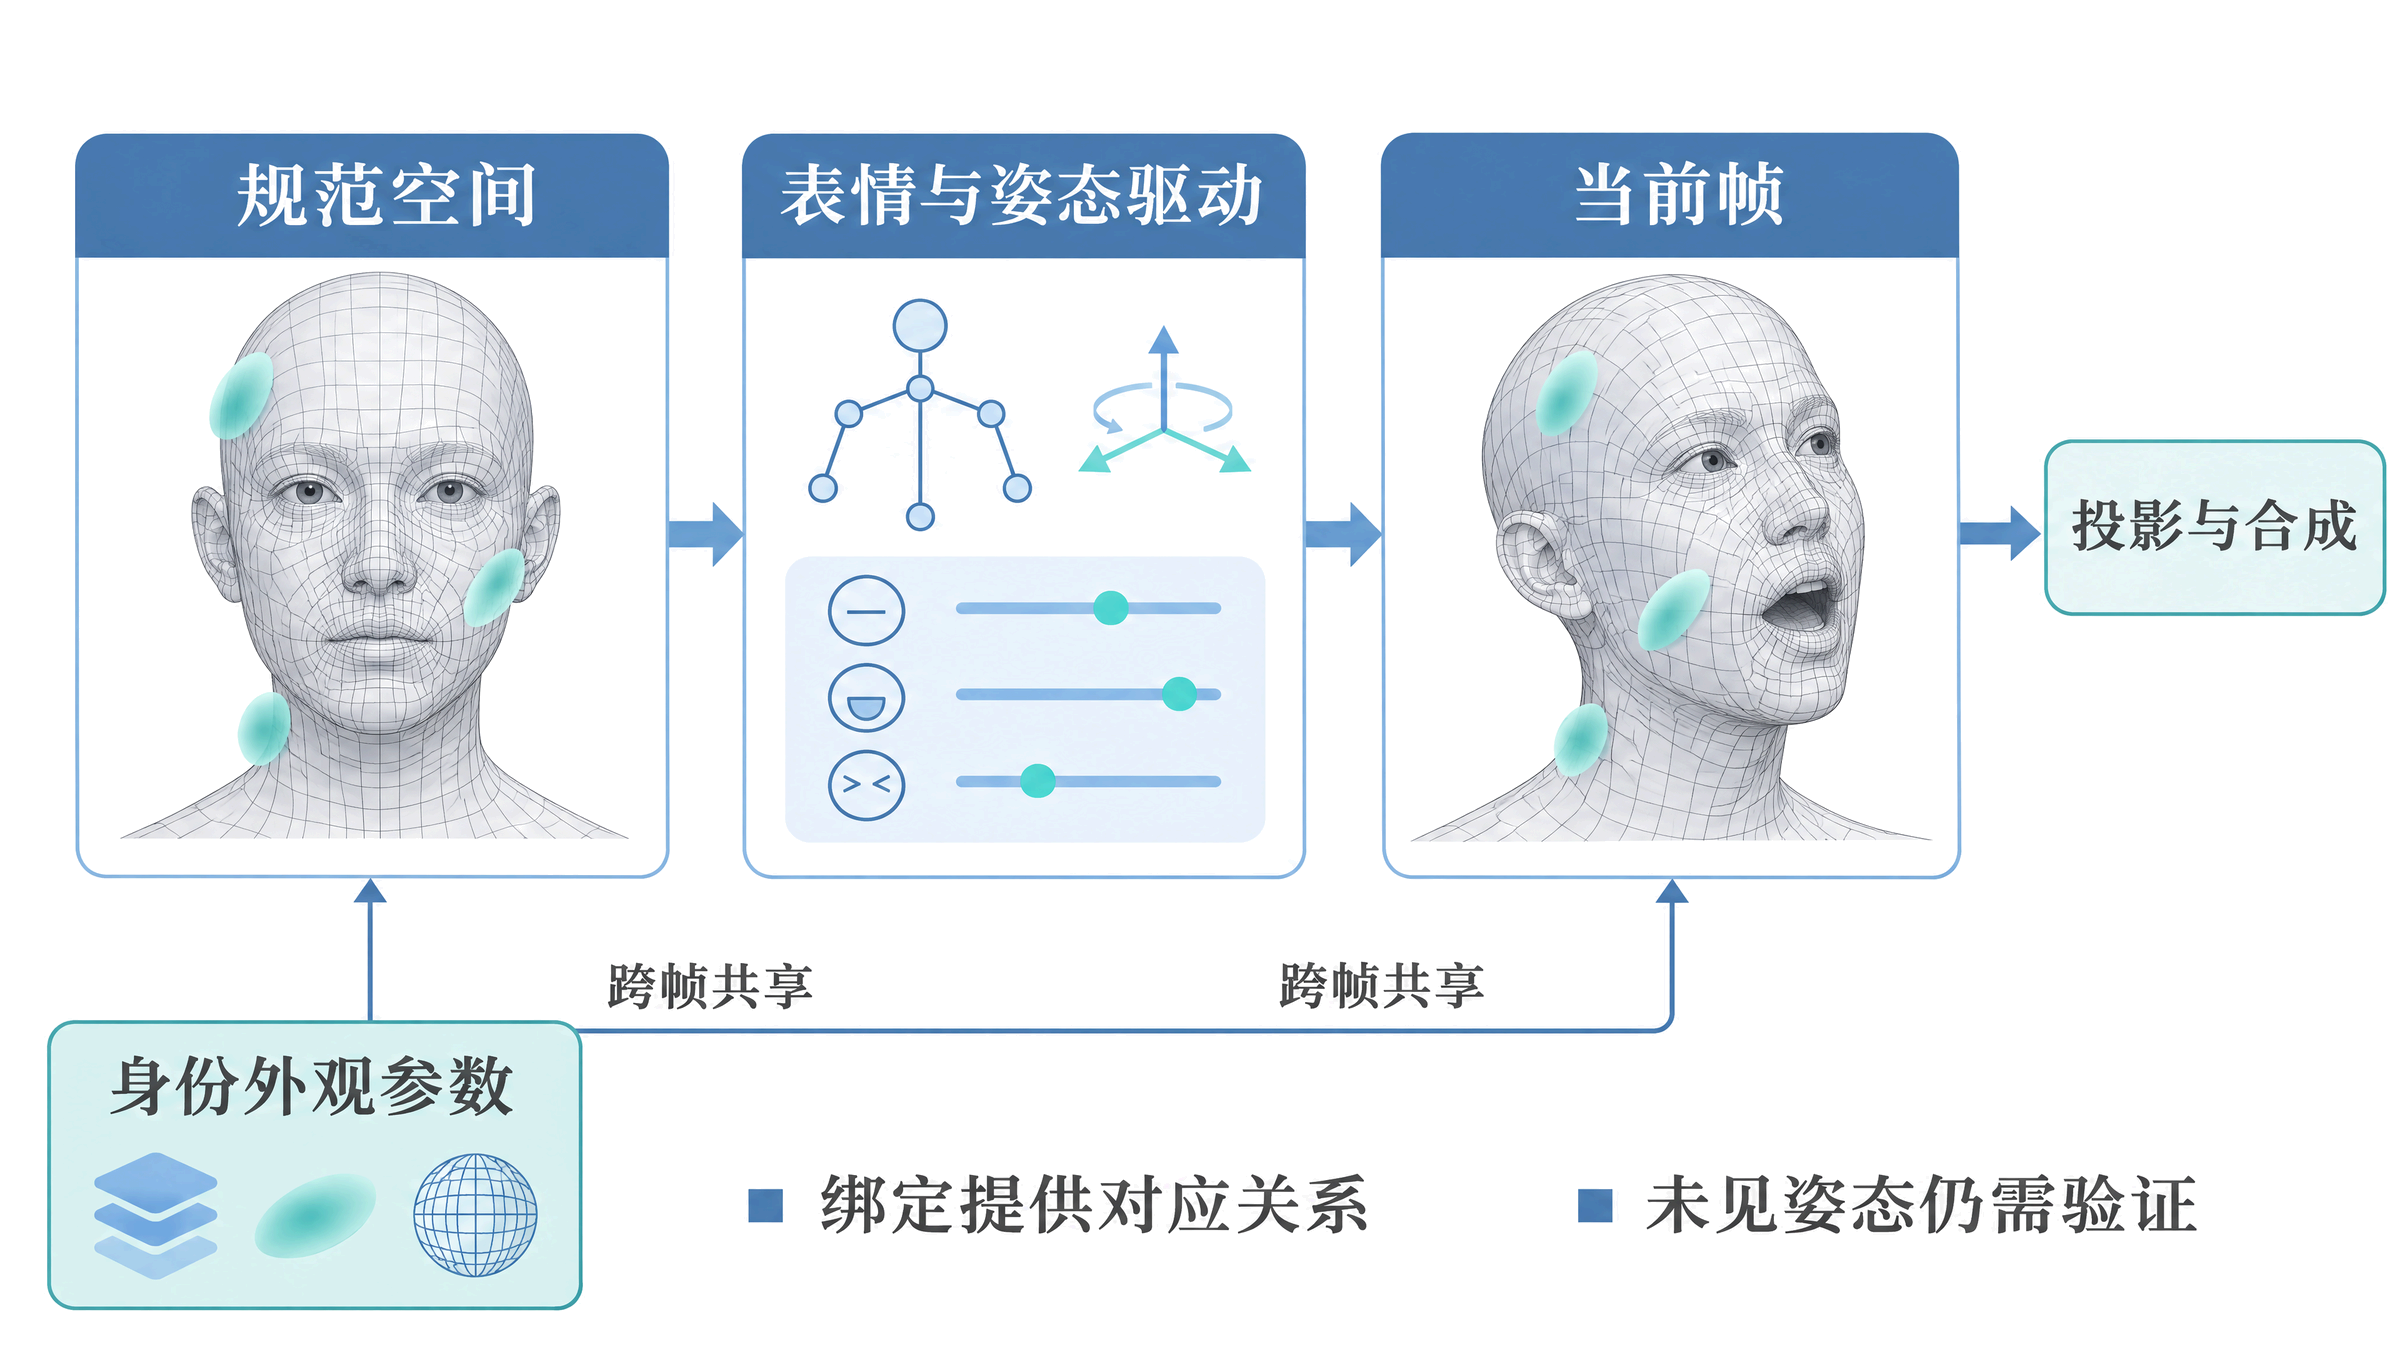 规范空间
表情与姿态驱动
当前帧
投影与合成
跨帧共享
跨帧共享
身份外观参数
绑定提供对应关系
未见姿态仍需验证